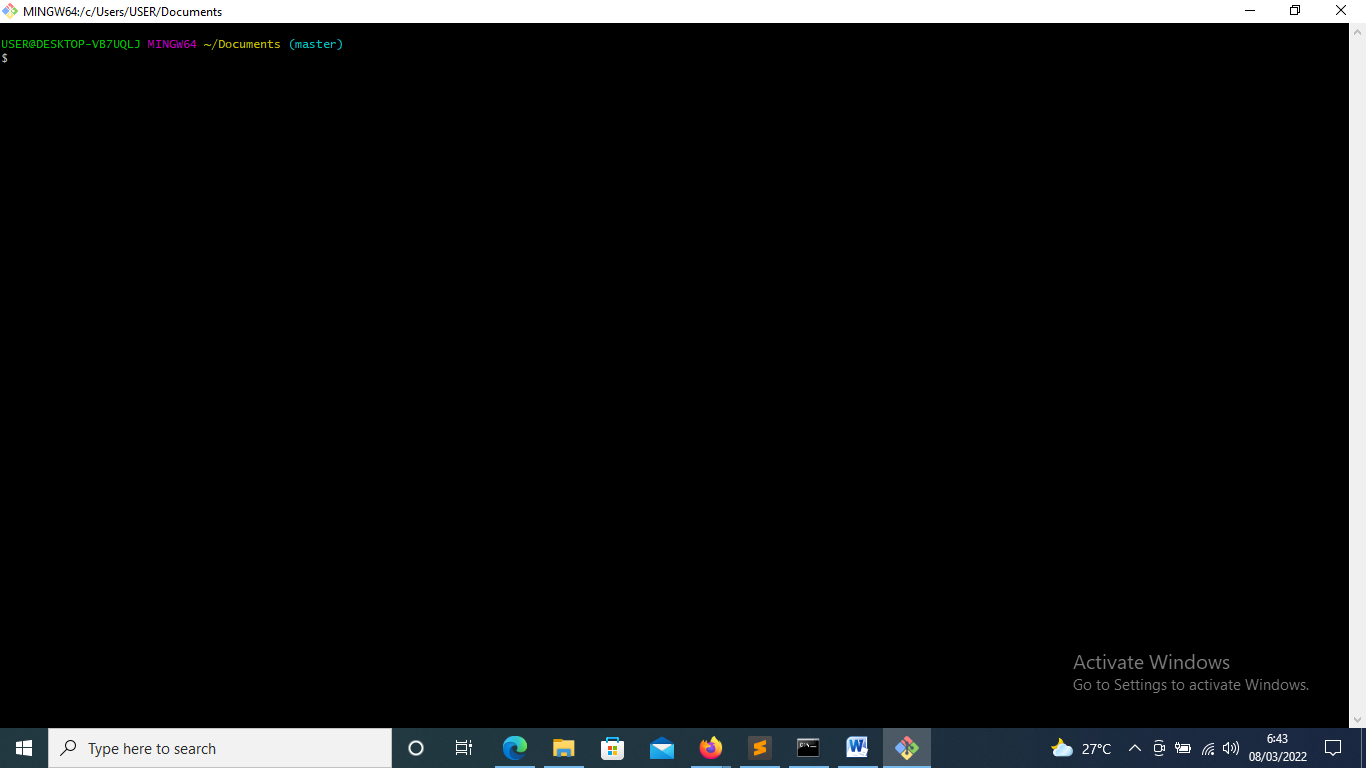 MINGW64:/c/Users/USER/Documents
USER@DESKTOP-VB7UQLJ MINGW64 ~/Documents (master)
$
Activate Windows
Go to Settings to activate Windows.
Type here to search
27°C
6:43
08/03/2022